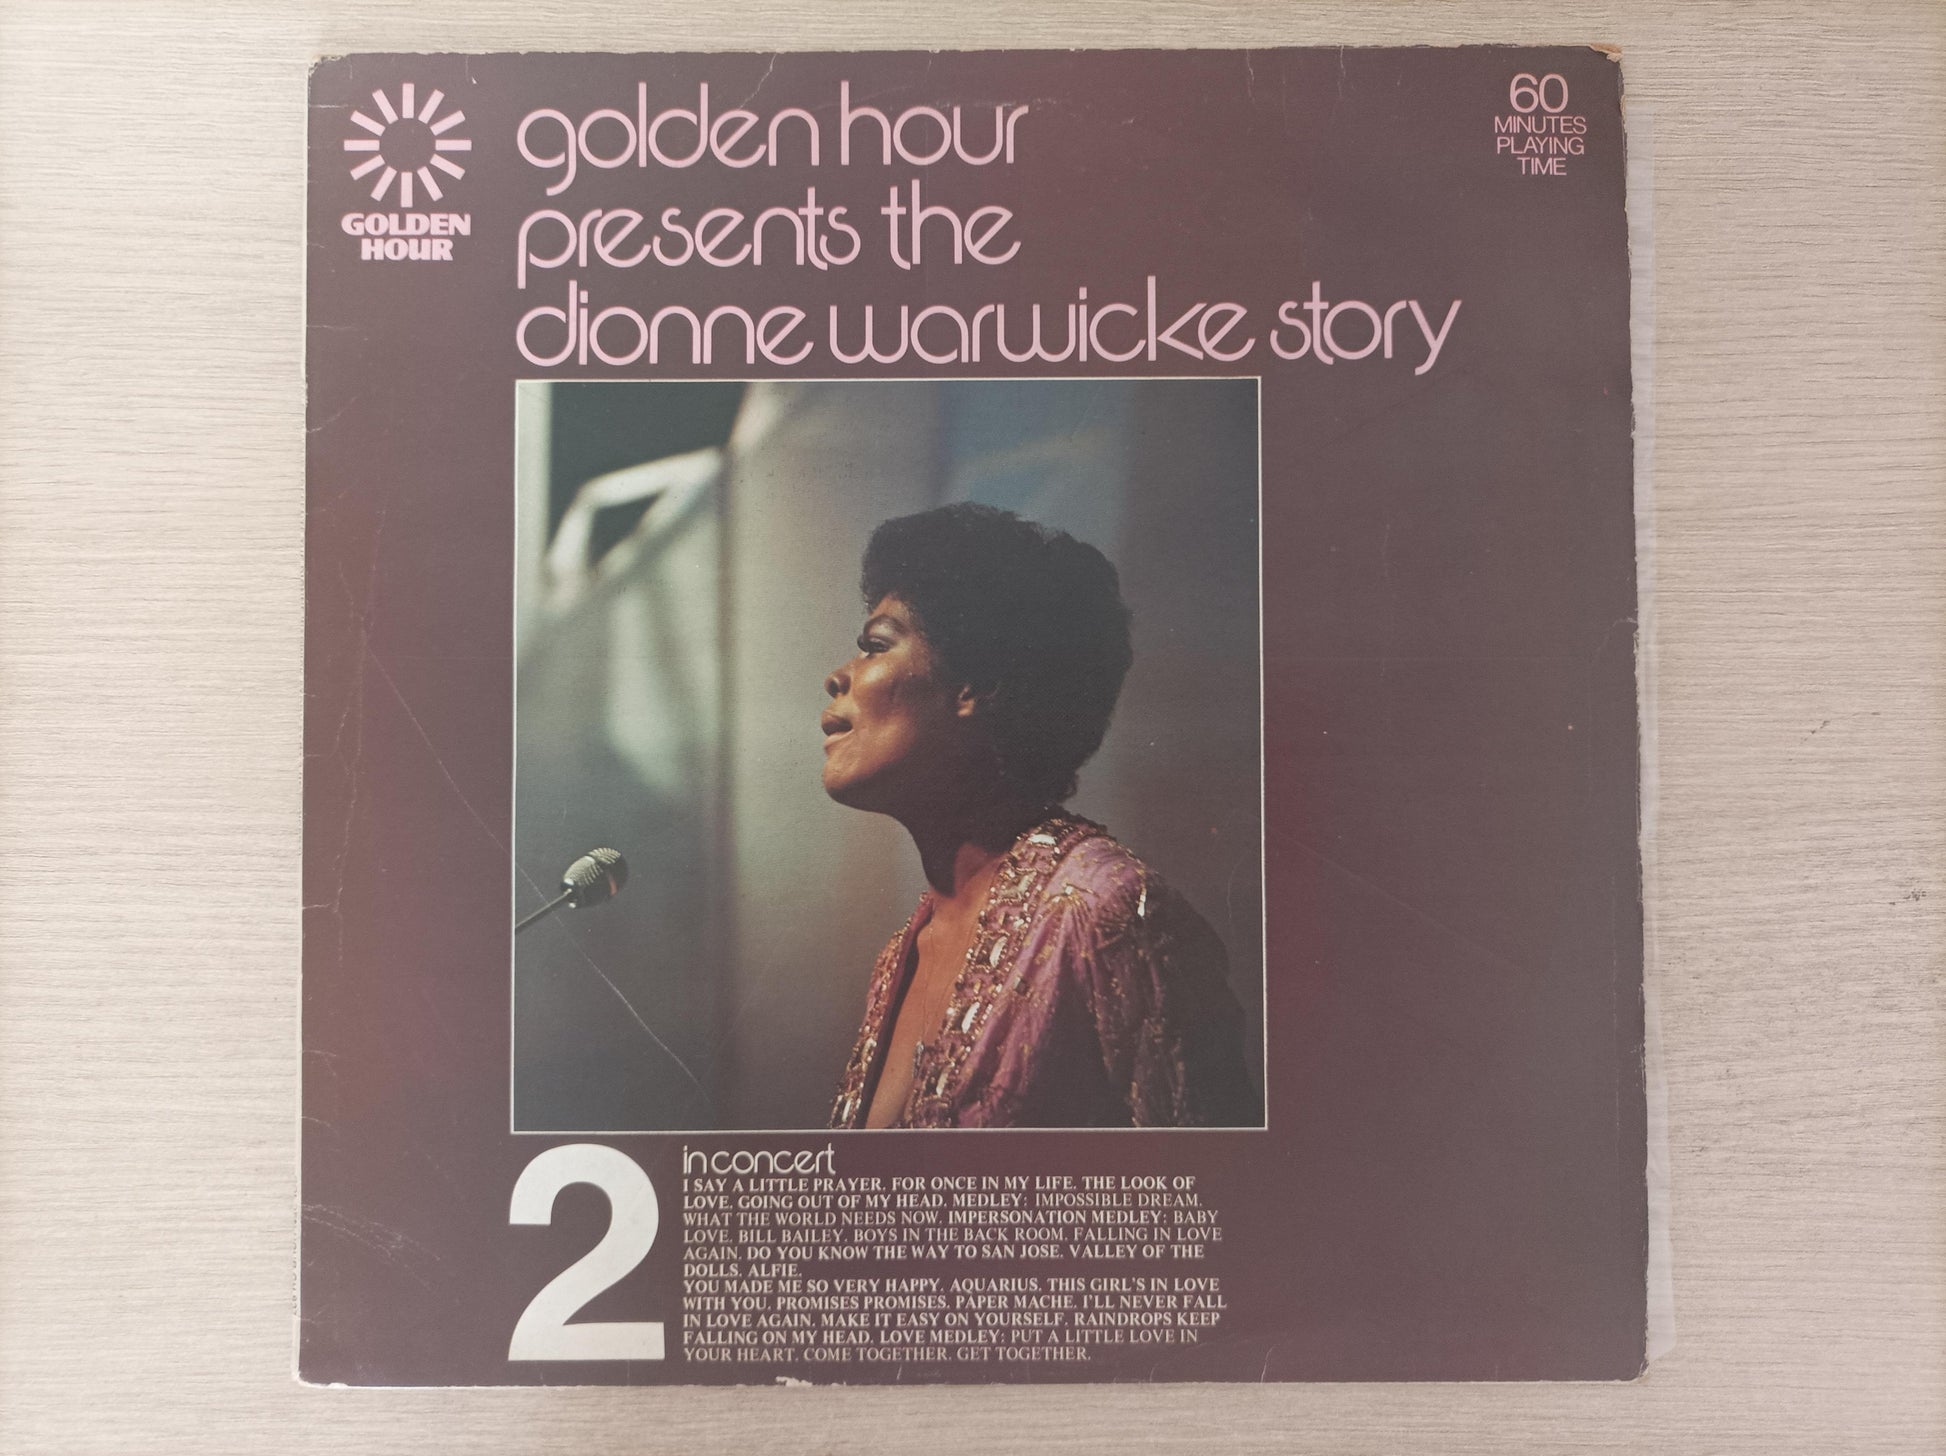 GOLDEN
HOUR
golden hour
presents the
dionne warwicke story
60
MINUTES
PLAYING
TIME
2
in concert
I SAY A LITTLE PRAYER. FOR ONCE IN MY LIFE. THE LOOK OF
LOVE. GOING OUT OF MY HEAD. MEDLEY: IMPOSSIBLE DREAM.
WHAT THE WORLD NEEDS NOW. IMPERSONATION MEDLEY: BABY
LOVE. BILL BAILEY. BOYS IN THE BACK ROOM. FALLING IN LOVE
AGAIN. DO YOU KNOW THE WAY TO SAN JOSE. VALLEY OF THE
DOLLS. ALFIE.
YOU MADE ME SO VERY HAPPY. AQUARIUS. THIS GIRL'S IN LOVE
WITH YOU. PROMISES PROMISES. PAPER MACHE. I'LL NEVER FALL
IN LOVE AGAIN. MAKE IT EASY ON YOURSELF. RAINDROPS KEEP
FALLING ON MY HEAD. LOVE MEDLEY: PUT A LITTLE LOVE IN
YOUR HEART. COME TOGETHER. GET TOGETHER.